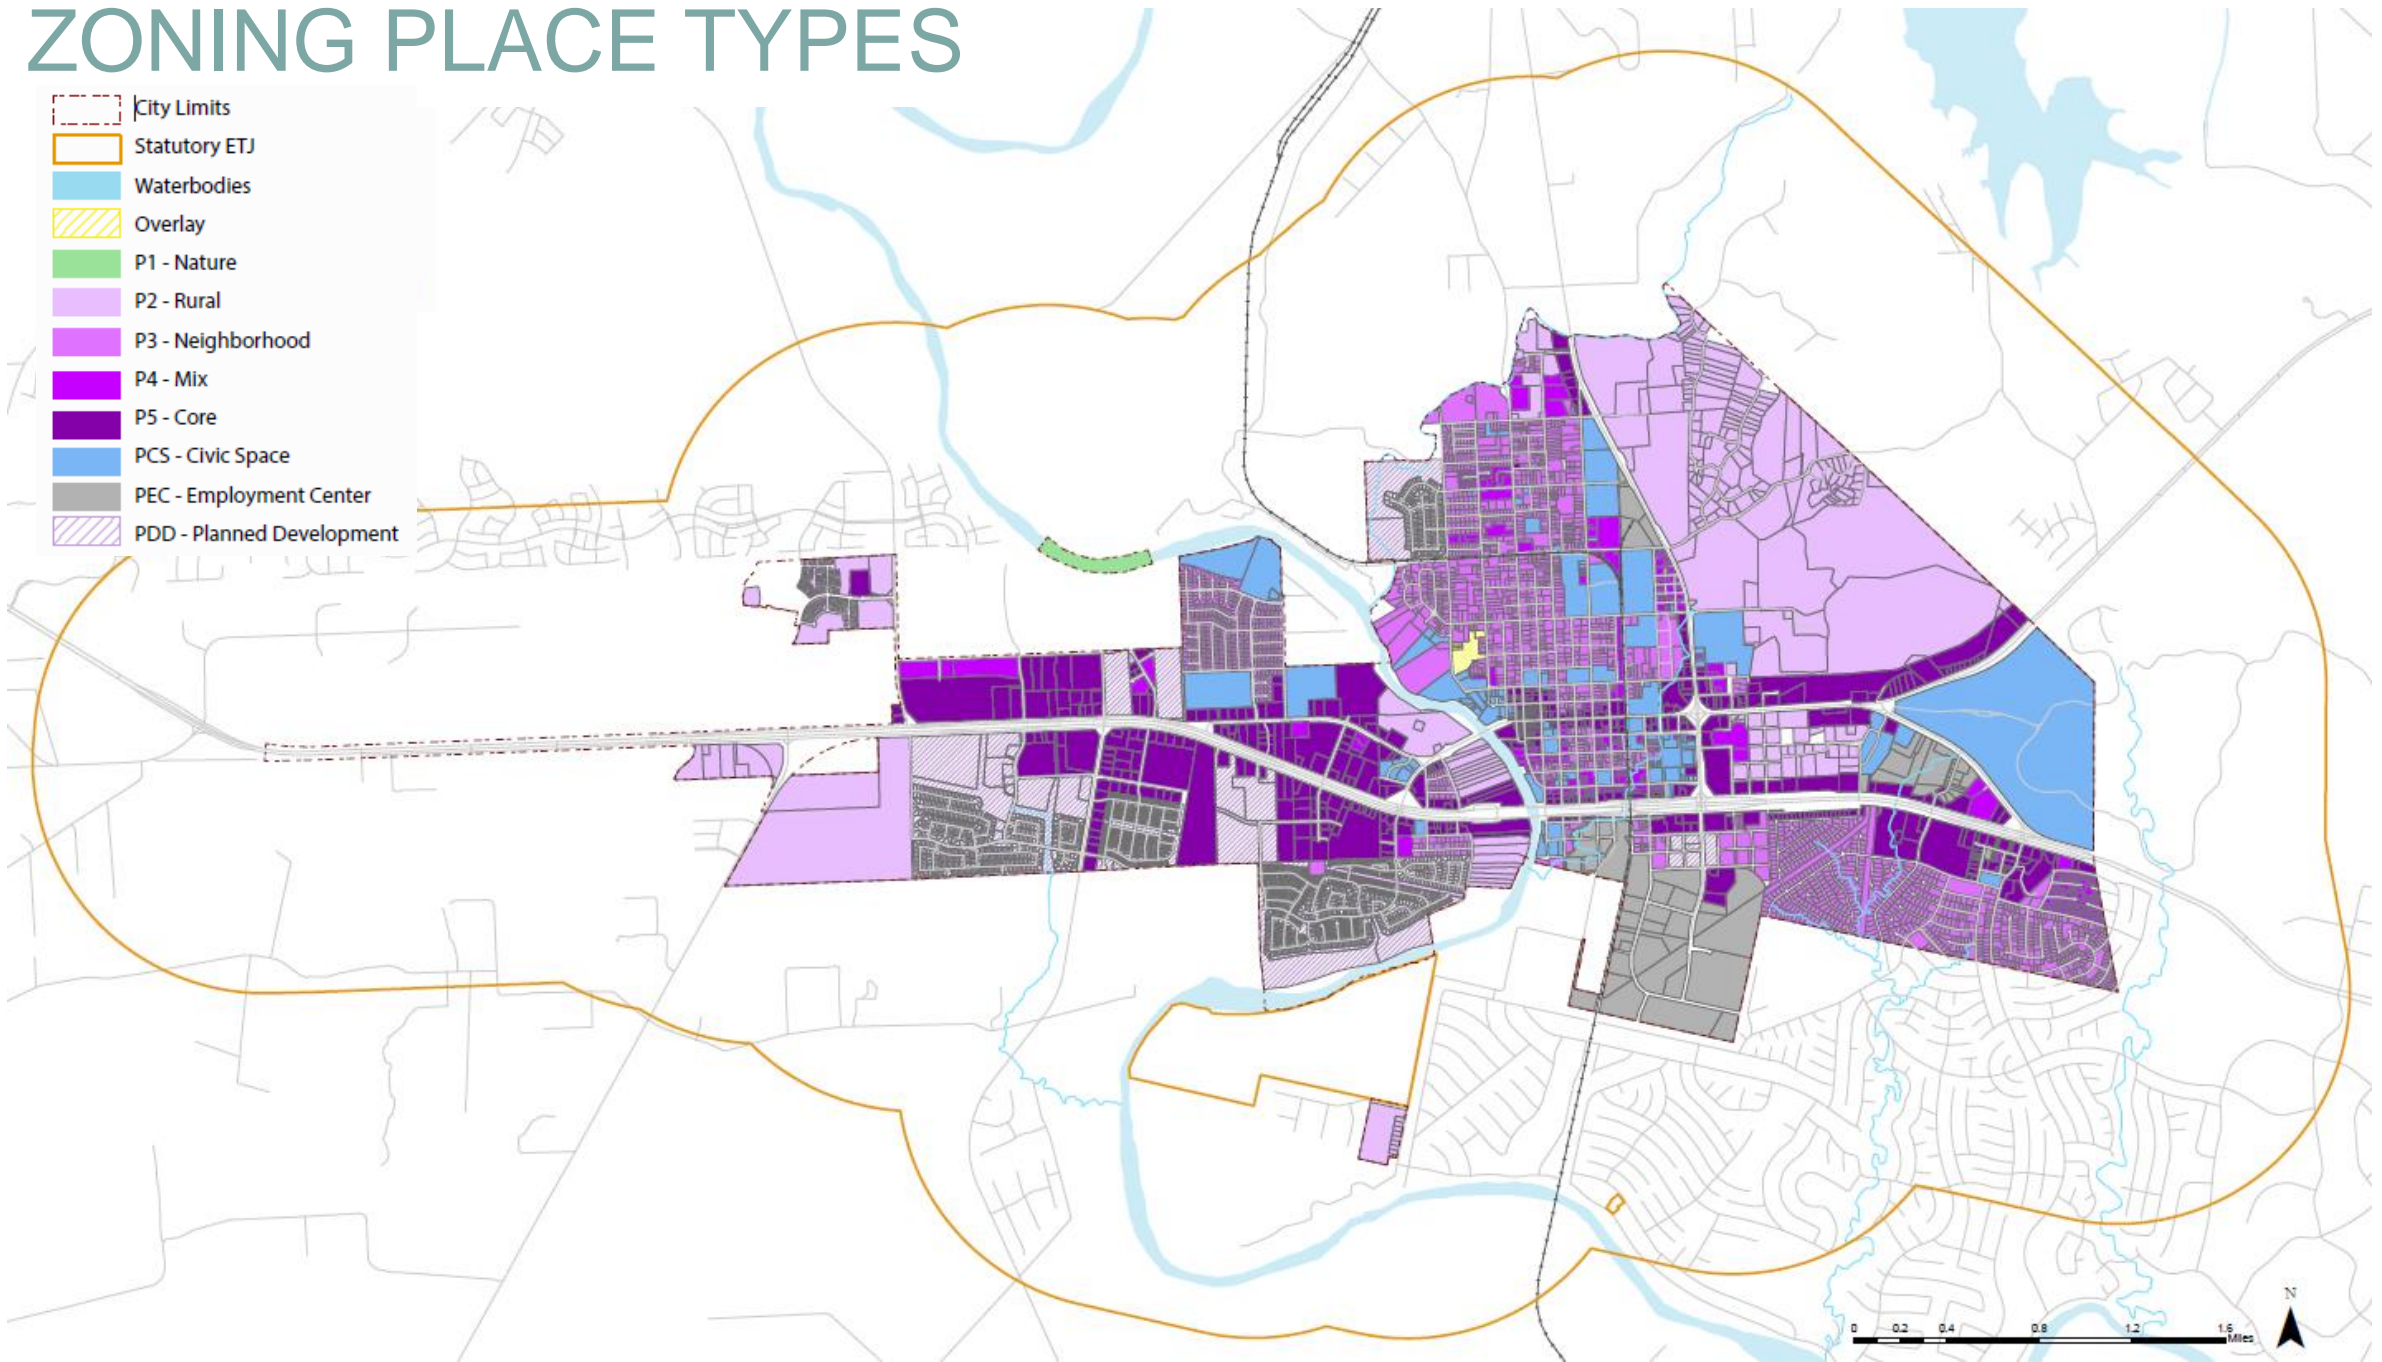 ZONING PLACE TYPES
City Limits
Statutory ETJ
Waterbodies
Overlay
P1 - Nature
P2 - Rural
P3 - Neighborhood
P4 - Mix
P5 - Core
PCS - Civic Space
PEC - Employment Center
PDD - Planned Development
N
0 0.2 0.4 0.8 1.2 1.6
Miles